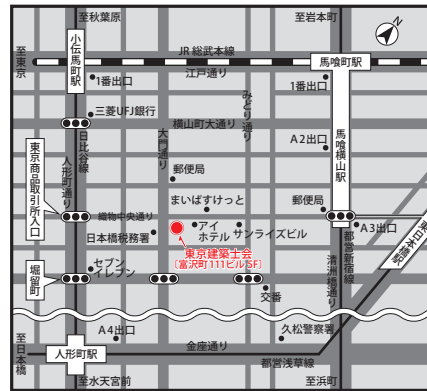 至秋葉原
至岩本町
N
至東京
小伝馬町駅
JR 総武本線
江戸通り
馬喰町駅
1番出口
1番出口
三菱UFJ銀行
みどり通り
横山町大通り
大門通り
日比谷線
人形町通り
東京商品取引所入口
A2出口
馬喰横山駅
郵便局
まいばすけっと
郵便局
織物中央通り
日本橋税務署
アイ
ホテル
サンライズビル
A3出口
東京建築士会
〔富沢町111ビル5F〕
都営新宿線
清洲橋通り
東日本橋駅
堀留町
セブン
イレブン
交番
A4出口
久松警察署
至日本橋
人形町駅
金座通り
都営浅草線
至水天宮前
至浜町